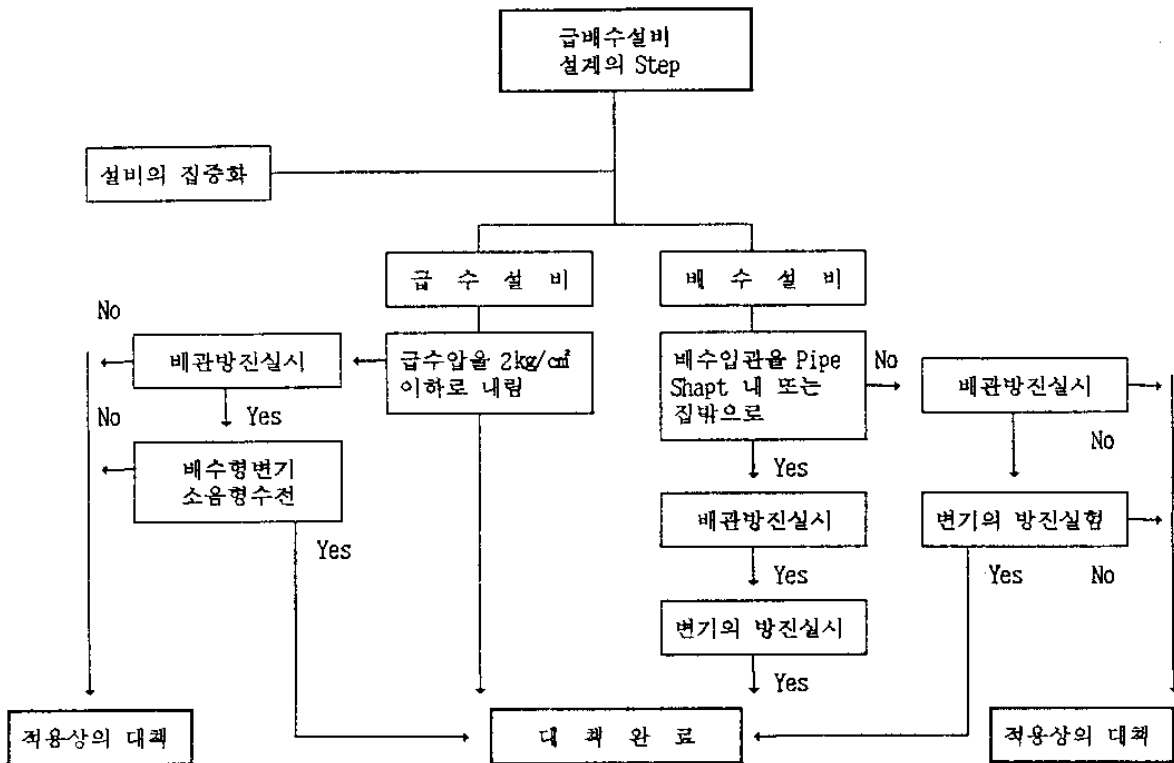 급배수설비
설계의 Step
설비의 집중화
급 수 설 비
배 수 설 비
No
배관방진실시
급수압을 2kg/㎠
이하로 내림
배수입관을 Pipe
Shapt 내 또는
집밖으로
No
배관방진실시
No
Yes
No
배수형변기
소음형수전
Yes
배관방진실시
변기의 방진실험
Yes
Yes
Yes
No
변기의 방진실시
Yes
적용상의 대책
대 책 완 료
적용상의 대책